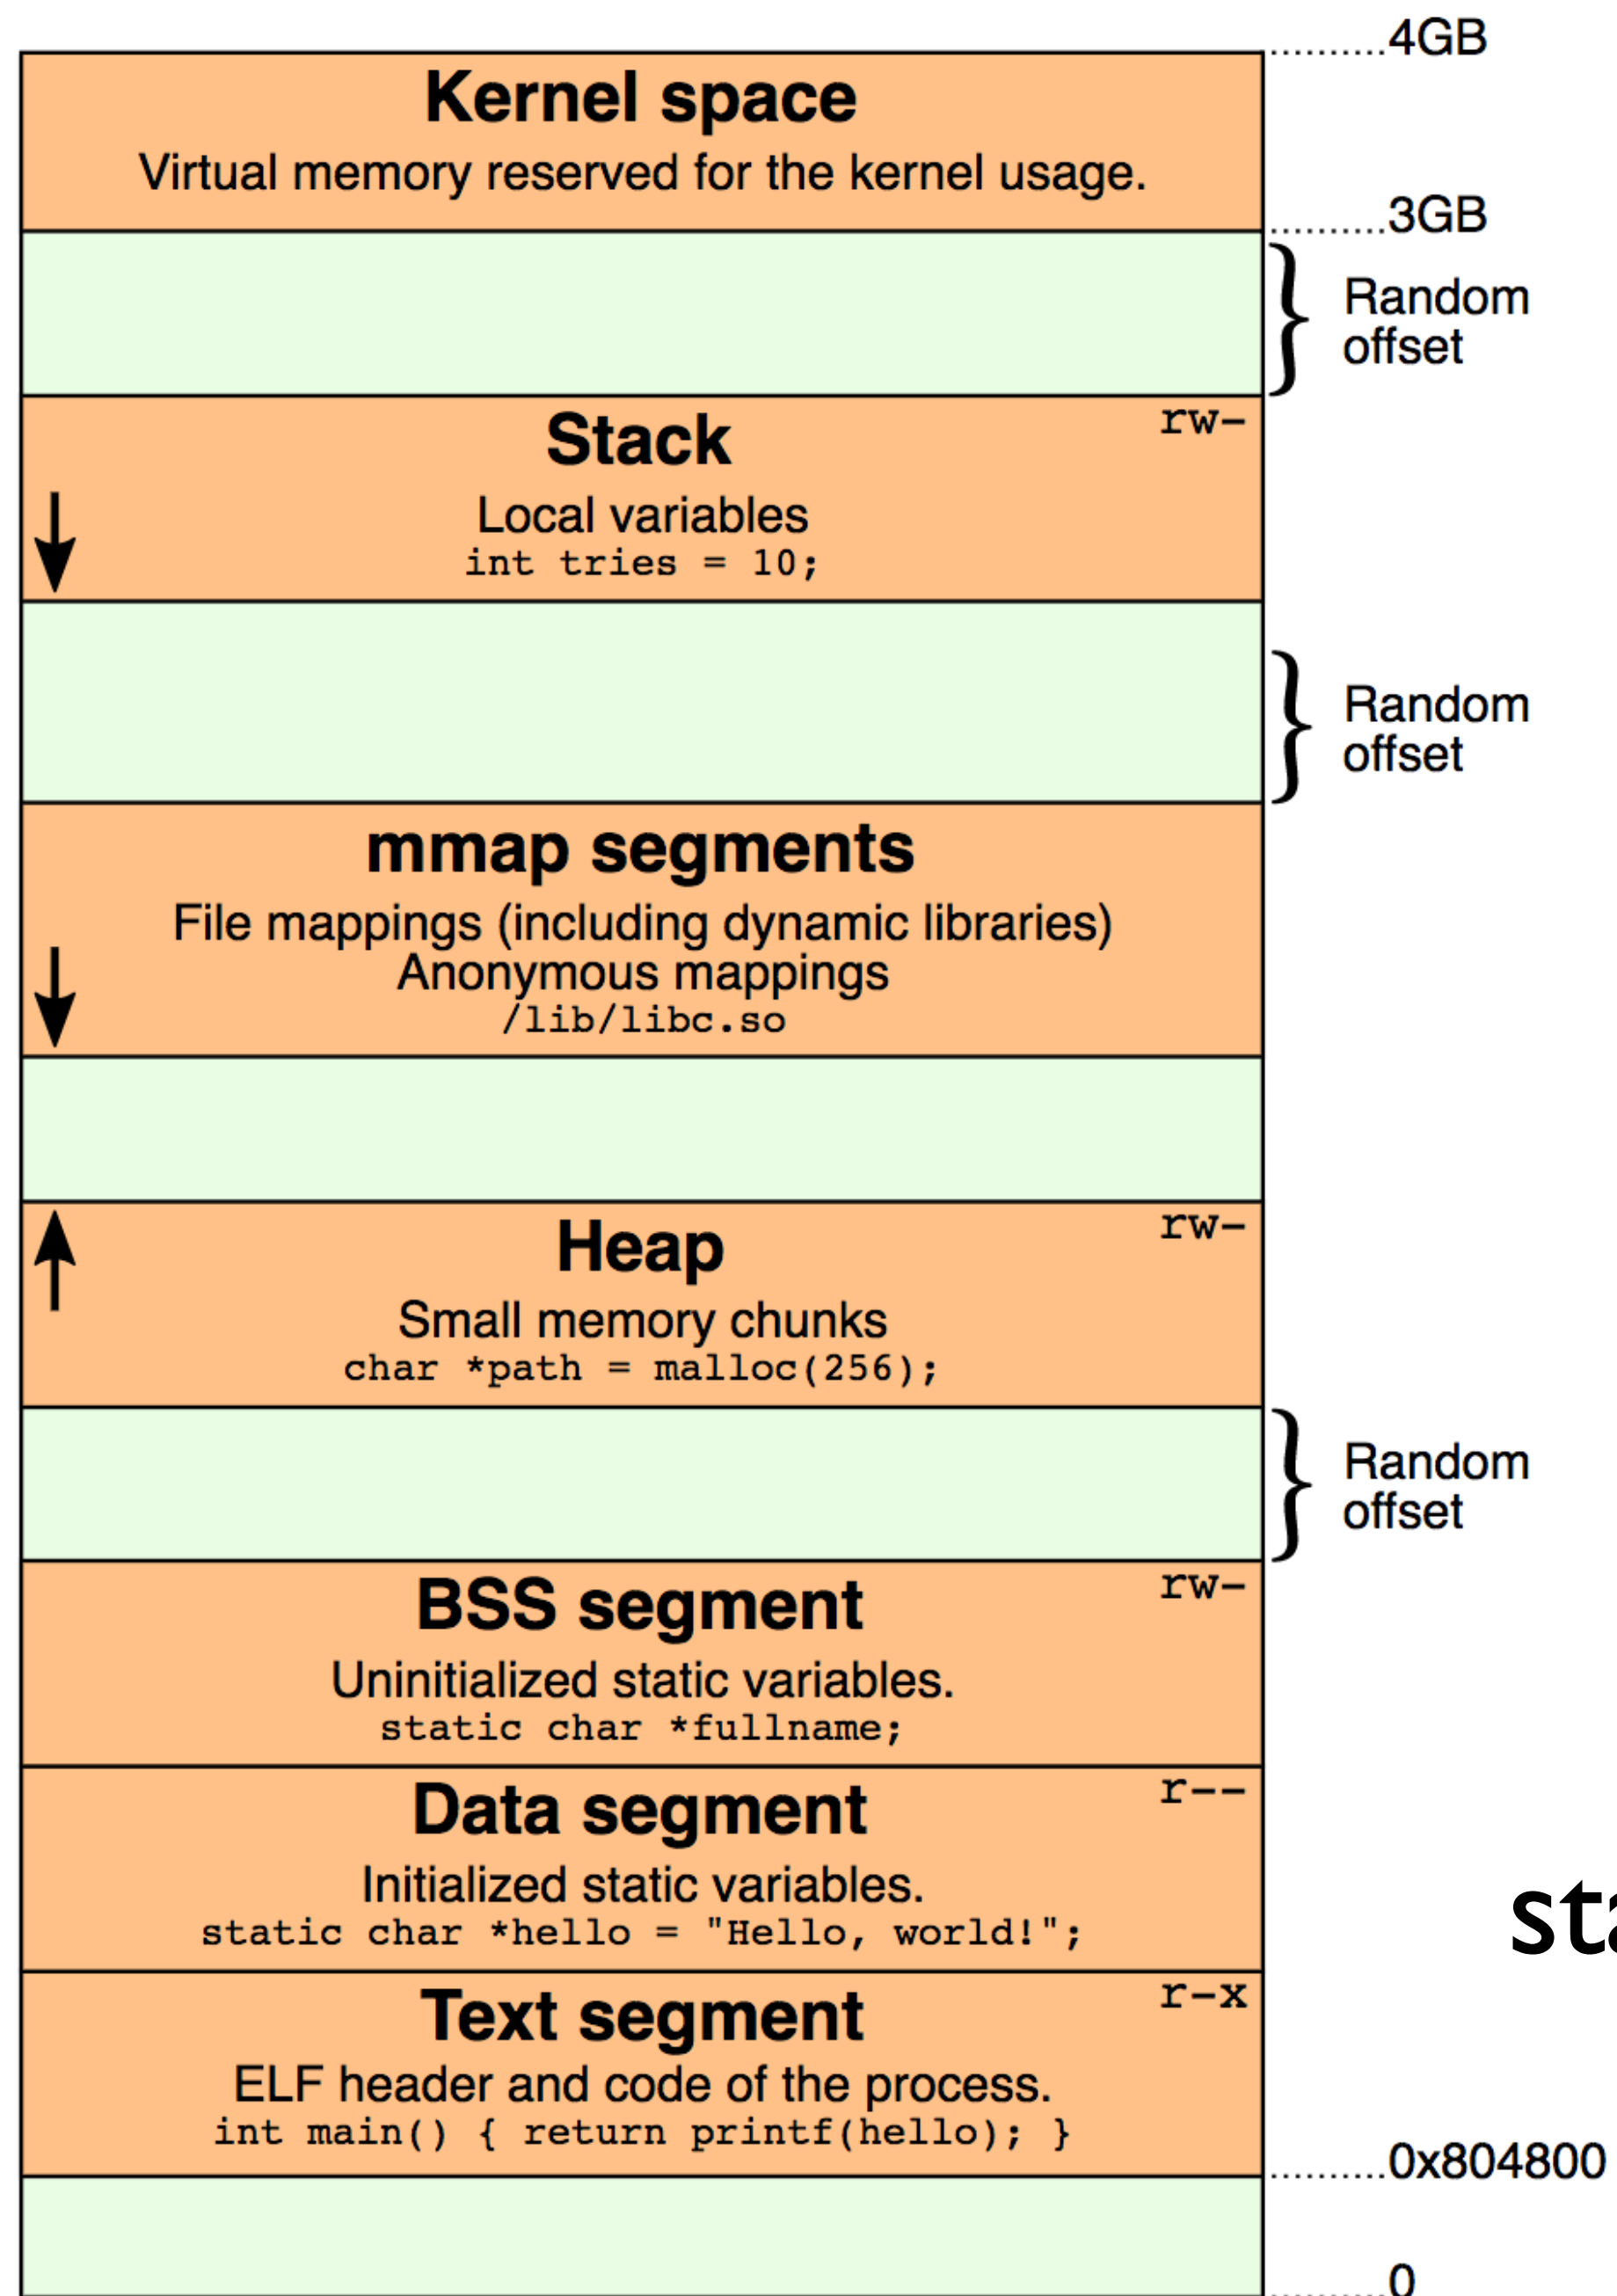 4GB
Kernel space
Virtual memory reserved for the kernel usage.
3GB
Random
offset
rw-
Stack
Local variables
int tries = 10;
Random
offset
mmap segments
File mappings (including dynamic libraries)
Anonymous mappings
/lib/libc.so
rw-
Heap
Small memory chunks
char *path = malloc(256);
Random
offset
rw-
BSS segment
Uninitialized static variables.
static char *fullname;
r--
Data segment
Initialized static variables.
static char *hello = "Hello, world!";
r-x
Text segment
ELF header and code of the process.
int main() { return printf(hello); }
0x804800
0